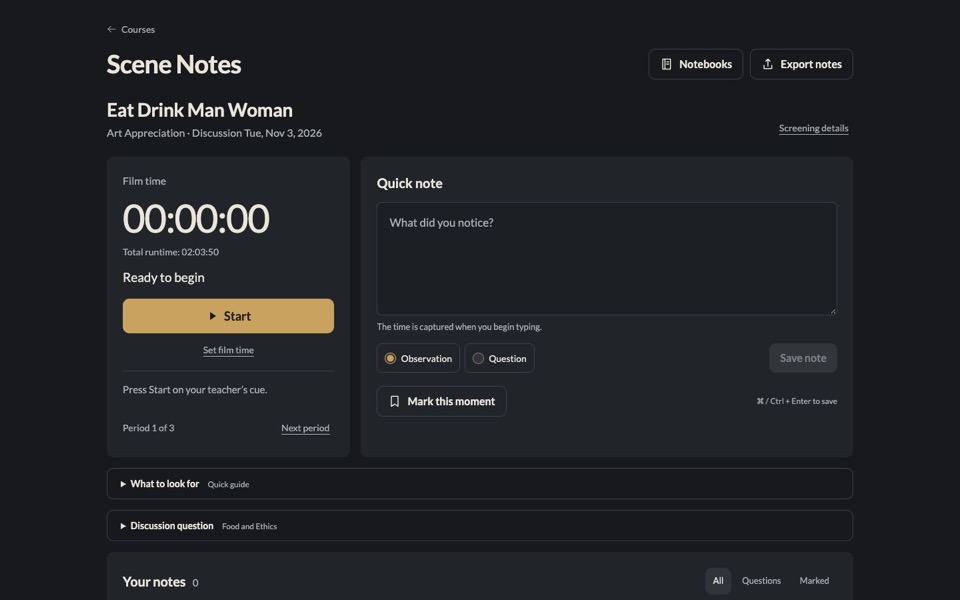 Courses
Scene Notes
Notebooks
Export notes
Eat Drink Man Woman
Art Appreciation · Discussion Tue, Nov 3, 2026
Screening details
Film time
00:00:00
Total runtime: 02:03:50
Ready to begin
Start
Set film time
Press Start on your teacher's cue.
Period 1 of 3
Next period
Quick note
What did you notice?
The time is captured when you begin typing.
Observation
Question
Save note
Mark this moment
⌘ / Ctrl + Enter to save
What to look for Quick guide
Discussion question Food and Ethics
Your notes 0
All
Questions
Marked